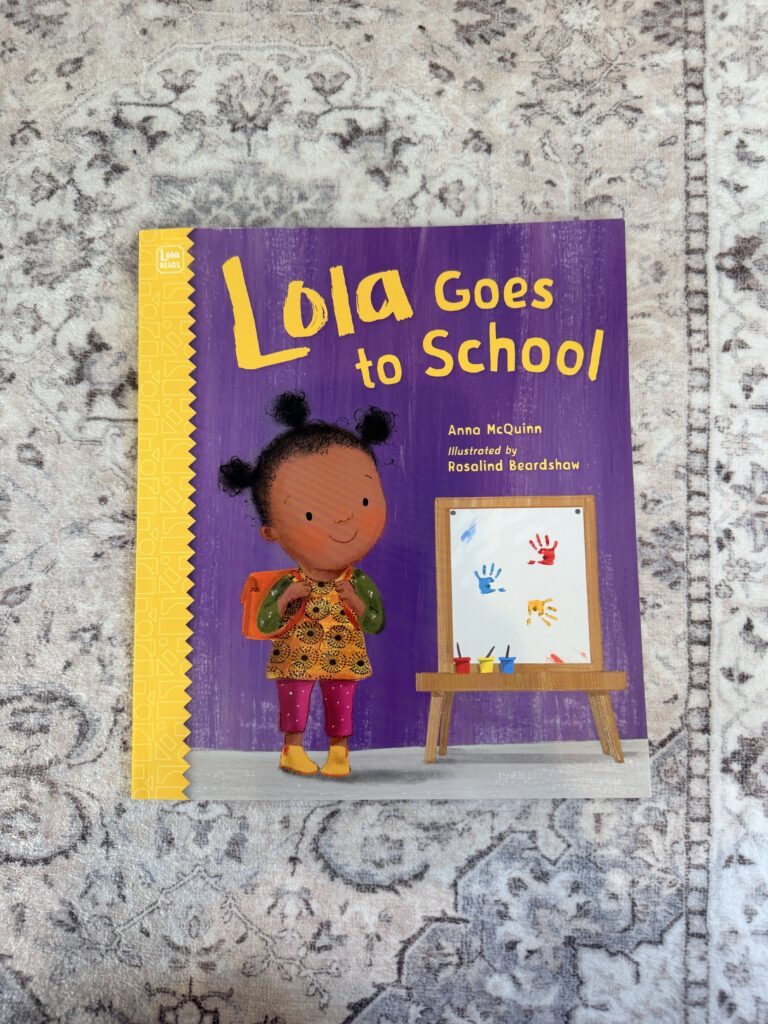 Lola
READS
Lola Goes
to School
Anna McQuinn
Illustrated by
Rosalind Beardshaw